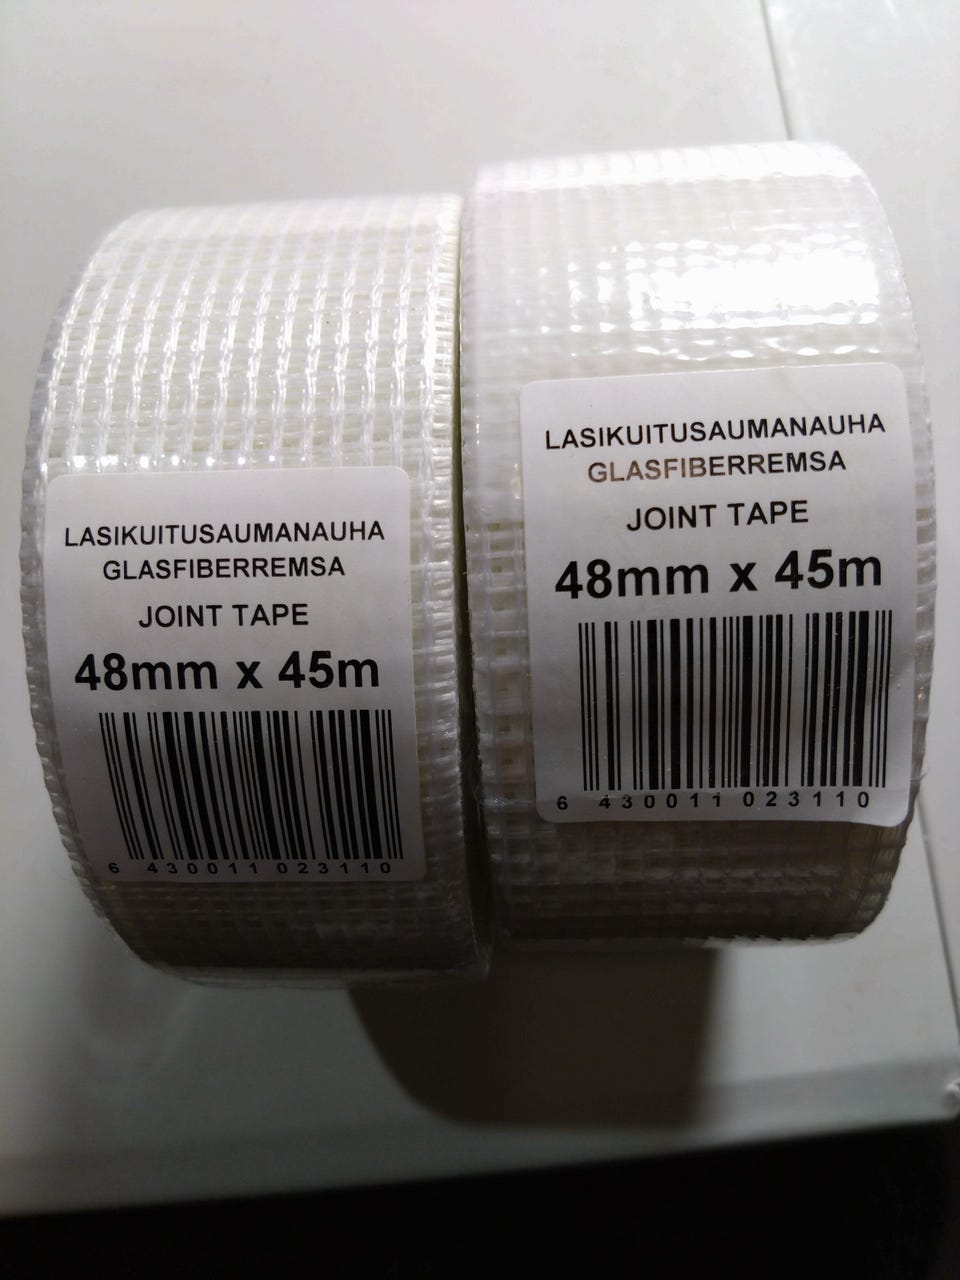 LASIKUITUSAUMANAUHA
GLASFIBERREMSA
JOINT TAPE
48mm x 45m
6 430011 023110
LASIKUITUSAUMANAUHA
GLASFIBERREMSA
JOINT TAPE
48mm x 45m
6 430011 023110